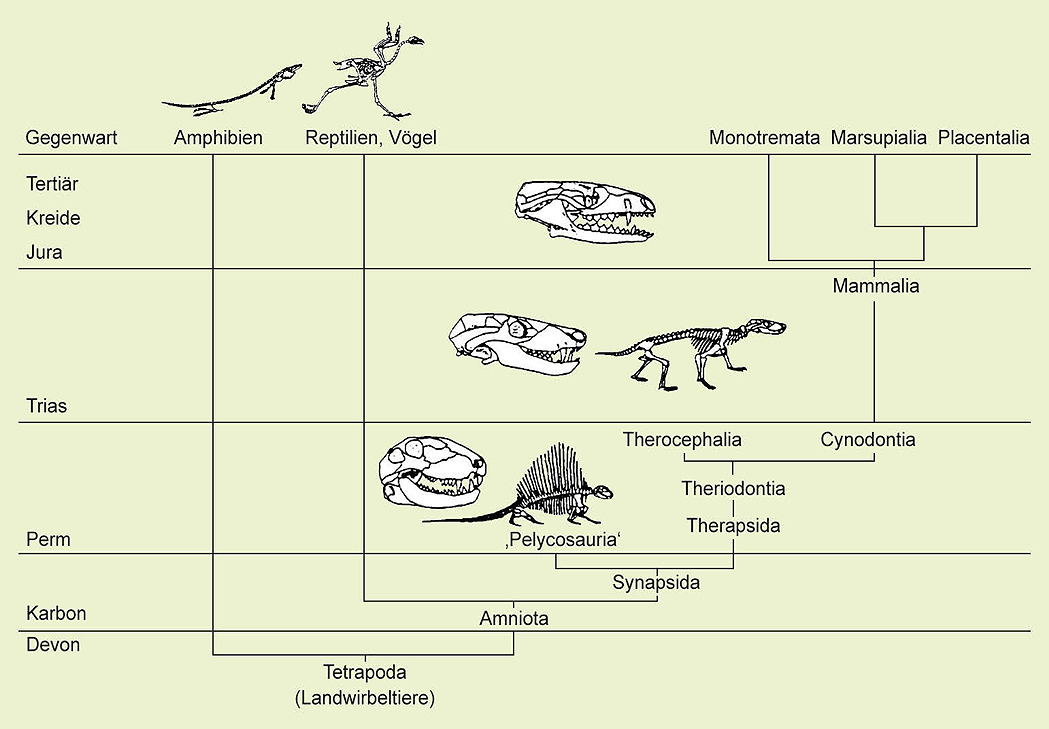 Gegenwart Amphibien Reptilien, Vögel Monotremata Marsupialia Placentalia
Tertiär
Kreide
Jura
Mammalia
Trias
Therocephalia Cynodontia
Theriodontia
Therapsida
Perm ‚Pelycosauria‘
Synapsida
Karbon
Amniota
Devon
Tetrapoda
(Landwirbeltiere)